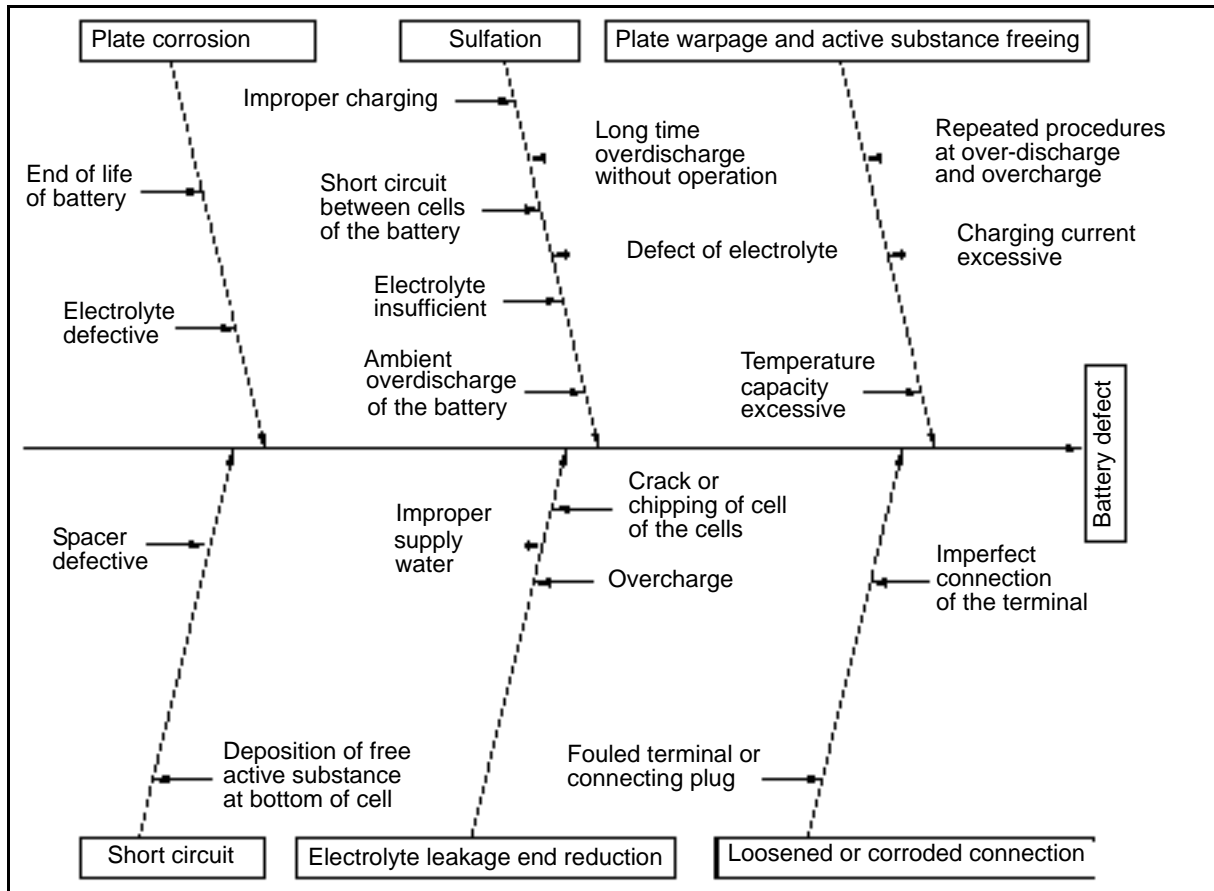 Plate corrosion
Sulfation
Plate warpage and active substance freeing
Improper charging
Long time
overdischarge
without operation
Repeated procedures
at over-discharge
and overcharge
End of life
of battery
Short circuit
between cells
of the battery
Defect of electrolyte
Charging current
excessive
Electrolyte
insufficient
Electrolyte
defective
Ambient
overdischarge
of the battery
Temperature
capacity
excessive
Battery defect
Spacer
defective
Improper
supply
water
Crack or
chipping of cell
of the cells
Overcharge
Imperfect
connection
of the terminal
Deposition of free
active substance
at bottom of cell
Fouled terminal or
connecting plug
Short circuit
Electrolyte leakage end reduction
Loosened or corroded connection